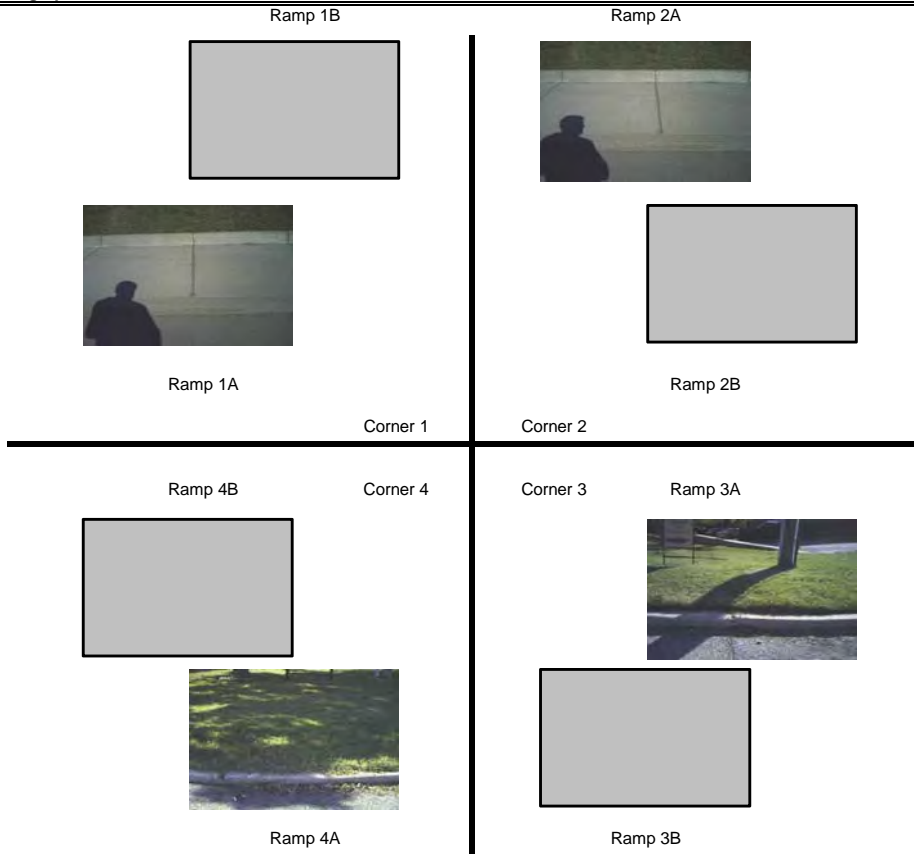 Ramp 1B Ramp 2A
Ramp 1A Ramp 2B
Corner 1 Corner 2
Ramp 4B Corner 4 Corner 3 Ramp 3A
Ramp 4A Ramp 3B